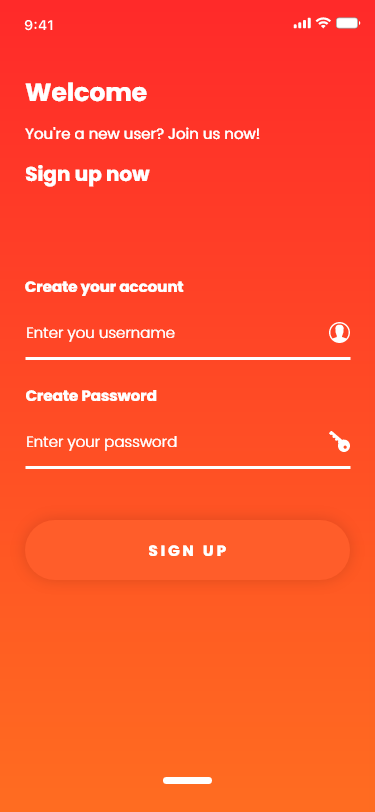 9:41
Welcome
You're a new user? Join us now!
Sign up now
Create your account
Enter you username
Create Password
Enter your password
SIGN UP